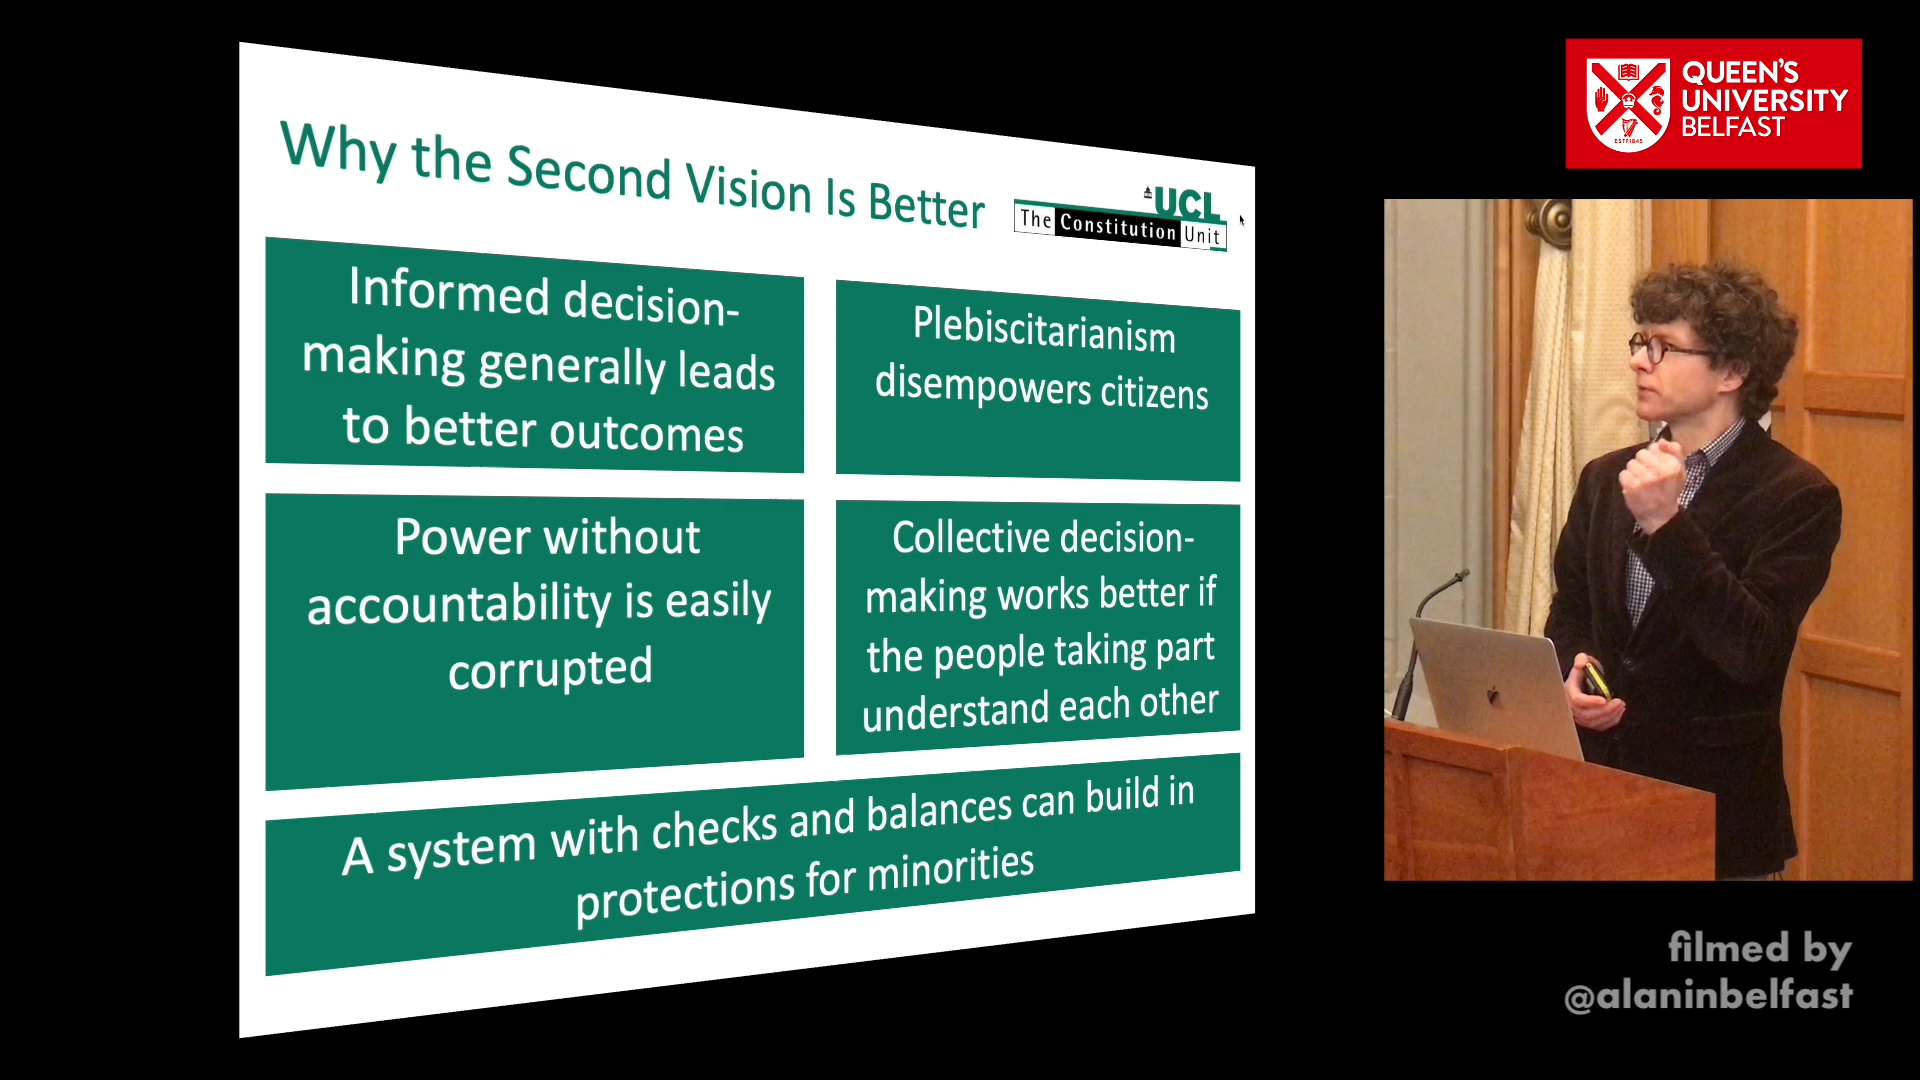 Why the Second Vision Is Better
UCL
The Constitution Unit
Informed decision-
making generally leads
to better outcomes
Plebiscitarianism
disempowers citizens
Power without
accountability is easily
corrupted
Collective decision-
making works better if
the people taking part
understand each other
A system with checks and balances can build in
protections for minorities
QUEEN'S
UNIVERSITY
BELFAST
ESTD 1845
filmed by
@alaninbelfast